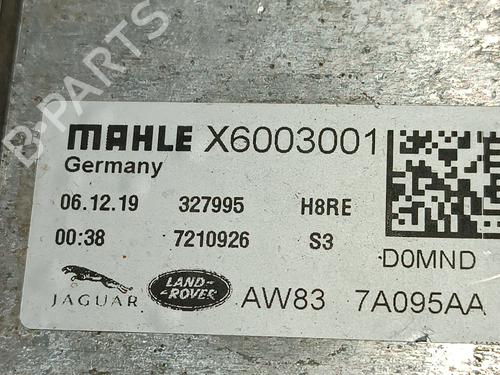 MAHLE X6003001
Germany
06.12.19 327995 H8RE
00:38 7210926 S3
D0MND
JAGUAR LAND-ROVER AW83 7A095AA
B-PARTS